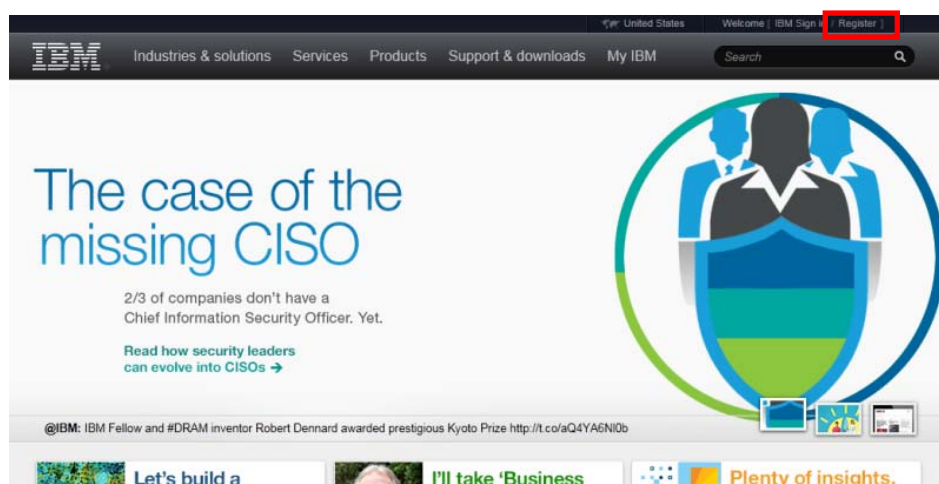 United States Welcome [ IBM Sign in / Register ]
IBM Industries & solutions Services Products Support & downloads My IBM Search
The case of the
missing CISO
2/3 of companies don't have a
Chief Information Security Officer. Yet.
Read how security leaders
can evolve into CISOs →
@IBM: IBM Fellow and #DRAM inventor Robert Dennard awarded prestigious Kyoto Prize http://t.co/aQ4YA6NI0b
Let's build a
I'll take 'Business
Plenty of insights.